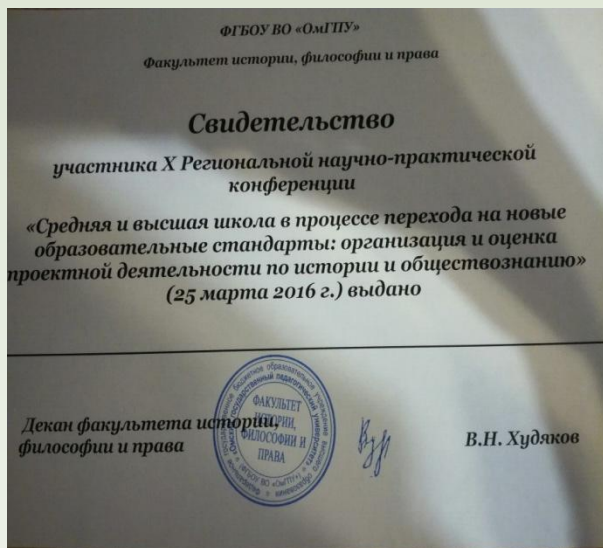 ФГБОУ ВО «ОмГПУ»
Факультет истории, философии и права
Свидетельство
участника X Региональной научно-практической
конференции
«Средняя и высшая школа в процессе перехода на новые
образовательные стандарты: организация и оценка
проектной деятельности по истории и обществознанию»
(25 марта 2016 г.) выдано
Декан факультета истории,
философии и права
ФАКУЛЬТЕТ
ИСТОРИИ,
ФИЛОСОФИИ И
ПРАВА
В.Н. Худяков